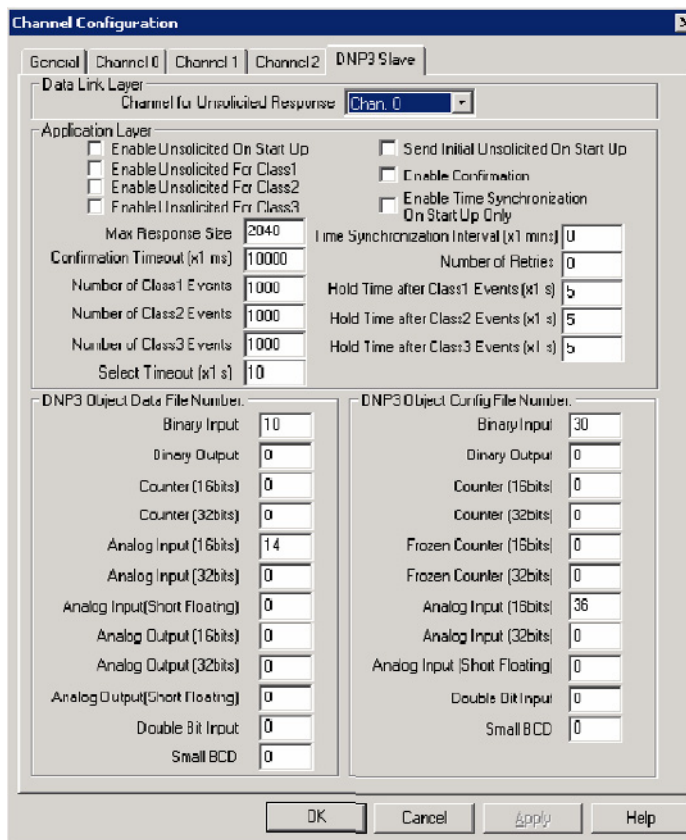 Channel Configuration
General Channel 0 Channel 1 Channel 2 DNP3 Slave
Data Link Layer
Channel for Unsolicited Response Chan. 0
Application Layer
Enable Unsolicited On Start Up
Enable Unsolicited For Class1
Enable Unsolicited For Class2
Enable Unsolicited For Class3
Send Initial Unsolicited On Start Up
Enable Confirmation
Enable Time Synchronization
On Start Up Only
Max Response Size 2040
Confirmation Timeout (x1 ms) 10000
Number of Class1 Events 1000
Number of Class2 Events 1000
Number of Class3 Events 1000
Select Timeout (x1 s) 10
Time Synchronization Interval (x1 mins) 0
Number of Retries 0
Hold Time after Class1 Events (x1 s) 5
Hold Time after Class2 Events (x1 s) 5
Hold Time after Class3 Events (x1 s) 5
DNP3 Object Data File Number.
Binary Input 10
Binary Output 0
Counter (16bits) 0
Counter (32bits) 0
Analog Input (16bits) 14
Analog Input (32bits) 0
Analog Input(Short Floating) 0
Analog Output (16bits) 0
Analog Output (32bits) 0
Analog Output(Short Floating) 0
Double Bit Input 0
Small BCD 0
DNP3 Object Config File Number.
Binary Input 30
Binary Output 0
Counter (16bits) 0
Counter (32bits) 0
Frozen Counter (16bits) 0
Frozen Counter (32bits) 0
Analog Input (16bits) 36
Analog Input (32bits) 0
Analog Input (Short Floating) 0
Double Bit Input 0
Small BCD 0
OK Cancel Apply Help